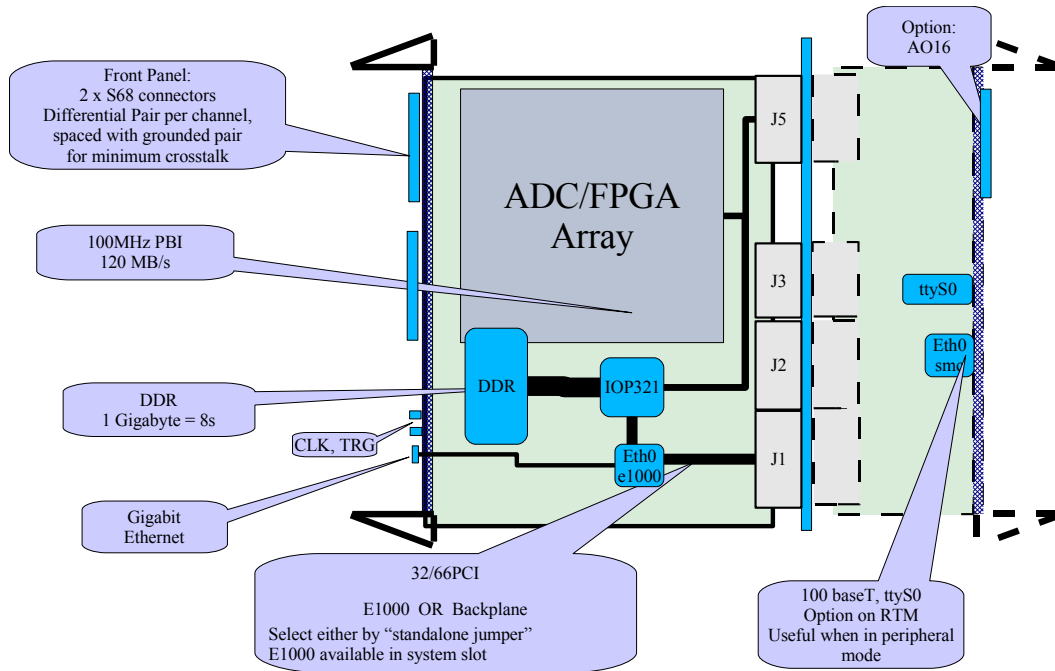 Front Panel:
2 x S68 connectors
Differential Pair per channel,
spaced with grounded pair
for minimum crosstalk
Option:
AO16
ADC/FPGA
Array
J5
100MHz PBI
120 MB/s
J3
ttyS0
Eth0
smc
DDR
IOP321
J2
DDR
1 Gigabyte = 8s
CLK, TRG
Eth0
e1000
J1
Gigabit
Ethernet
32/66PCI
E1000 OR Backplane
Select either by “standalone jumper”
E1000 available in system slot
100 baseT, ttyS0
Option on RTM
Useful when in peripheral
mode